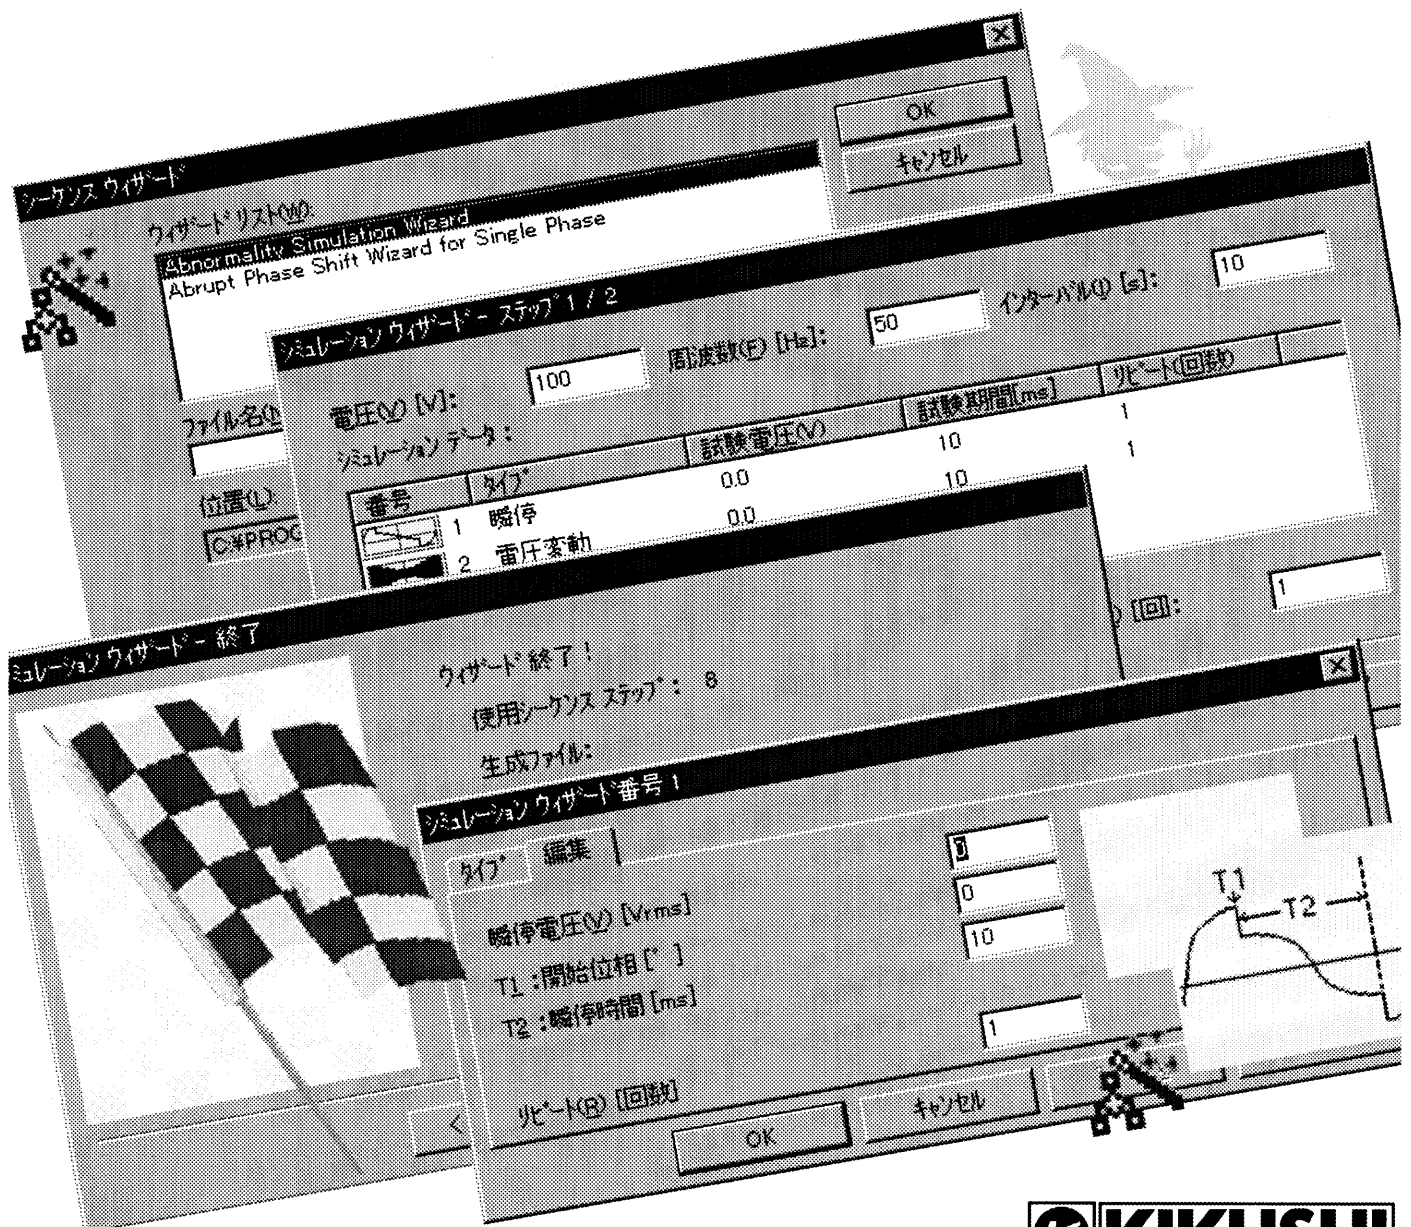 シーケンス ウィザード
ウィザード リスト(W):
Abnormality Simulation Wizard
Abrupt Phase Shift Wizard for Single Phase
OK
キャンセル
ファイル名(N
位置(L):
C:¥PROG
シミュレーション ウィザード - ステップ 1 / 2
電圧(V) [V]:
100
周波数(F) [Hz]:
50
インターバル(I) [s]:
10
シミュレーション データ:
番号 タイプ 試験電圧(V) 試験期間[ms] リピート(回数)
1 瞬停 0.0 10 1
2 電圧変動 0.0 10 1
) [回]:
1
ミュレーション ウィザード - 終了
ウィザード 終了!
使用シーケンス ステップ: 8
生成ファイル:
<
シミュレーション ウィザード番号 1
タイプ 編集
瞬停電圧(V) [Vrms]
0
T1 :開始位相 [°]
0
T2 :瞬停時間 [ms]
10
リピート(R) [回数]
1
OK
キャンセル
T1
T2
KIKUSUI